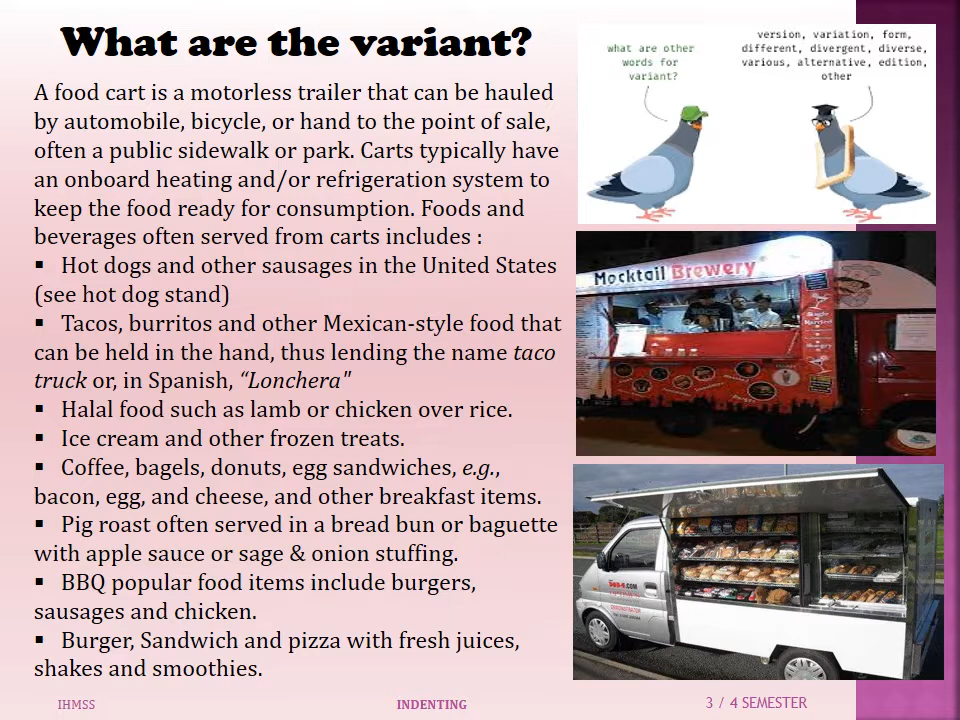 What are the variant?
A food cart is a motorless trailer that can be hauled
by automobile, bicycle, or hand to the point of sale,
often a public sidewalk or park. Carts typically have
an onboard heating and/or refrigeration system to
keep the food ready for consumption. Foods and
beverages often served from carts includes :
▪ Hot dogs and other sausages in the United States
(see hot dog stand)
▪ Tacos, burritos and other Mexican-style food that
can be held in the hand, thus lending the name taco
truck or, in Spanish, “Lonchera"
▪ Halal food such as lamb or chicken over rice.
▪ Ice cream and other frozen treats.
▪ Coffee, bagels, donuts, egg sandwiches, e.g.,
bacon, egg, and cheese, and other breakfast items.
▪ Pig roast often served in a bread bun or baguette
with apple sauce or sage & onion stuffing.
▪ BBQ popular food items include burgers,
sausages and chicken.
▪ Burger, Sandwich and pizza with fresh juices,
shakes and smoothies.
what are other
words for
variant?
version, variation, form,
different, divergent, diverse,
various, alternative, edition,
other
Mocktail Brewery
IHMSS
INDENTING
3 / 4 SEMESTER